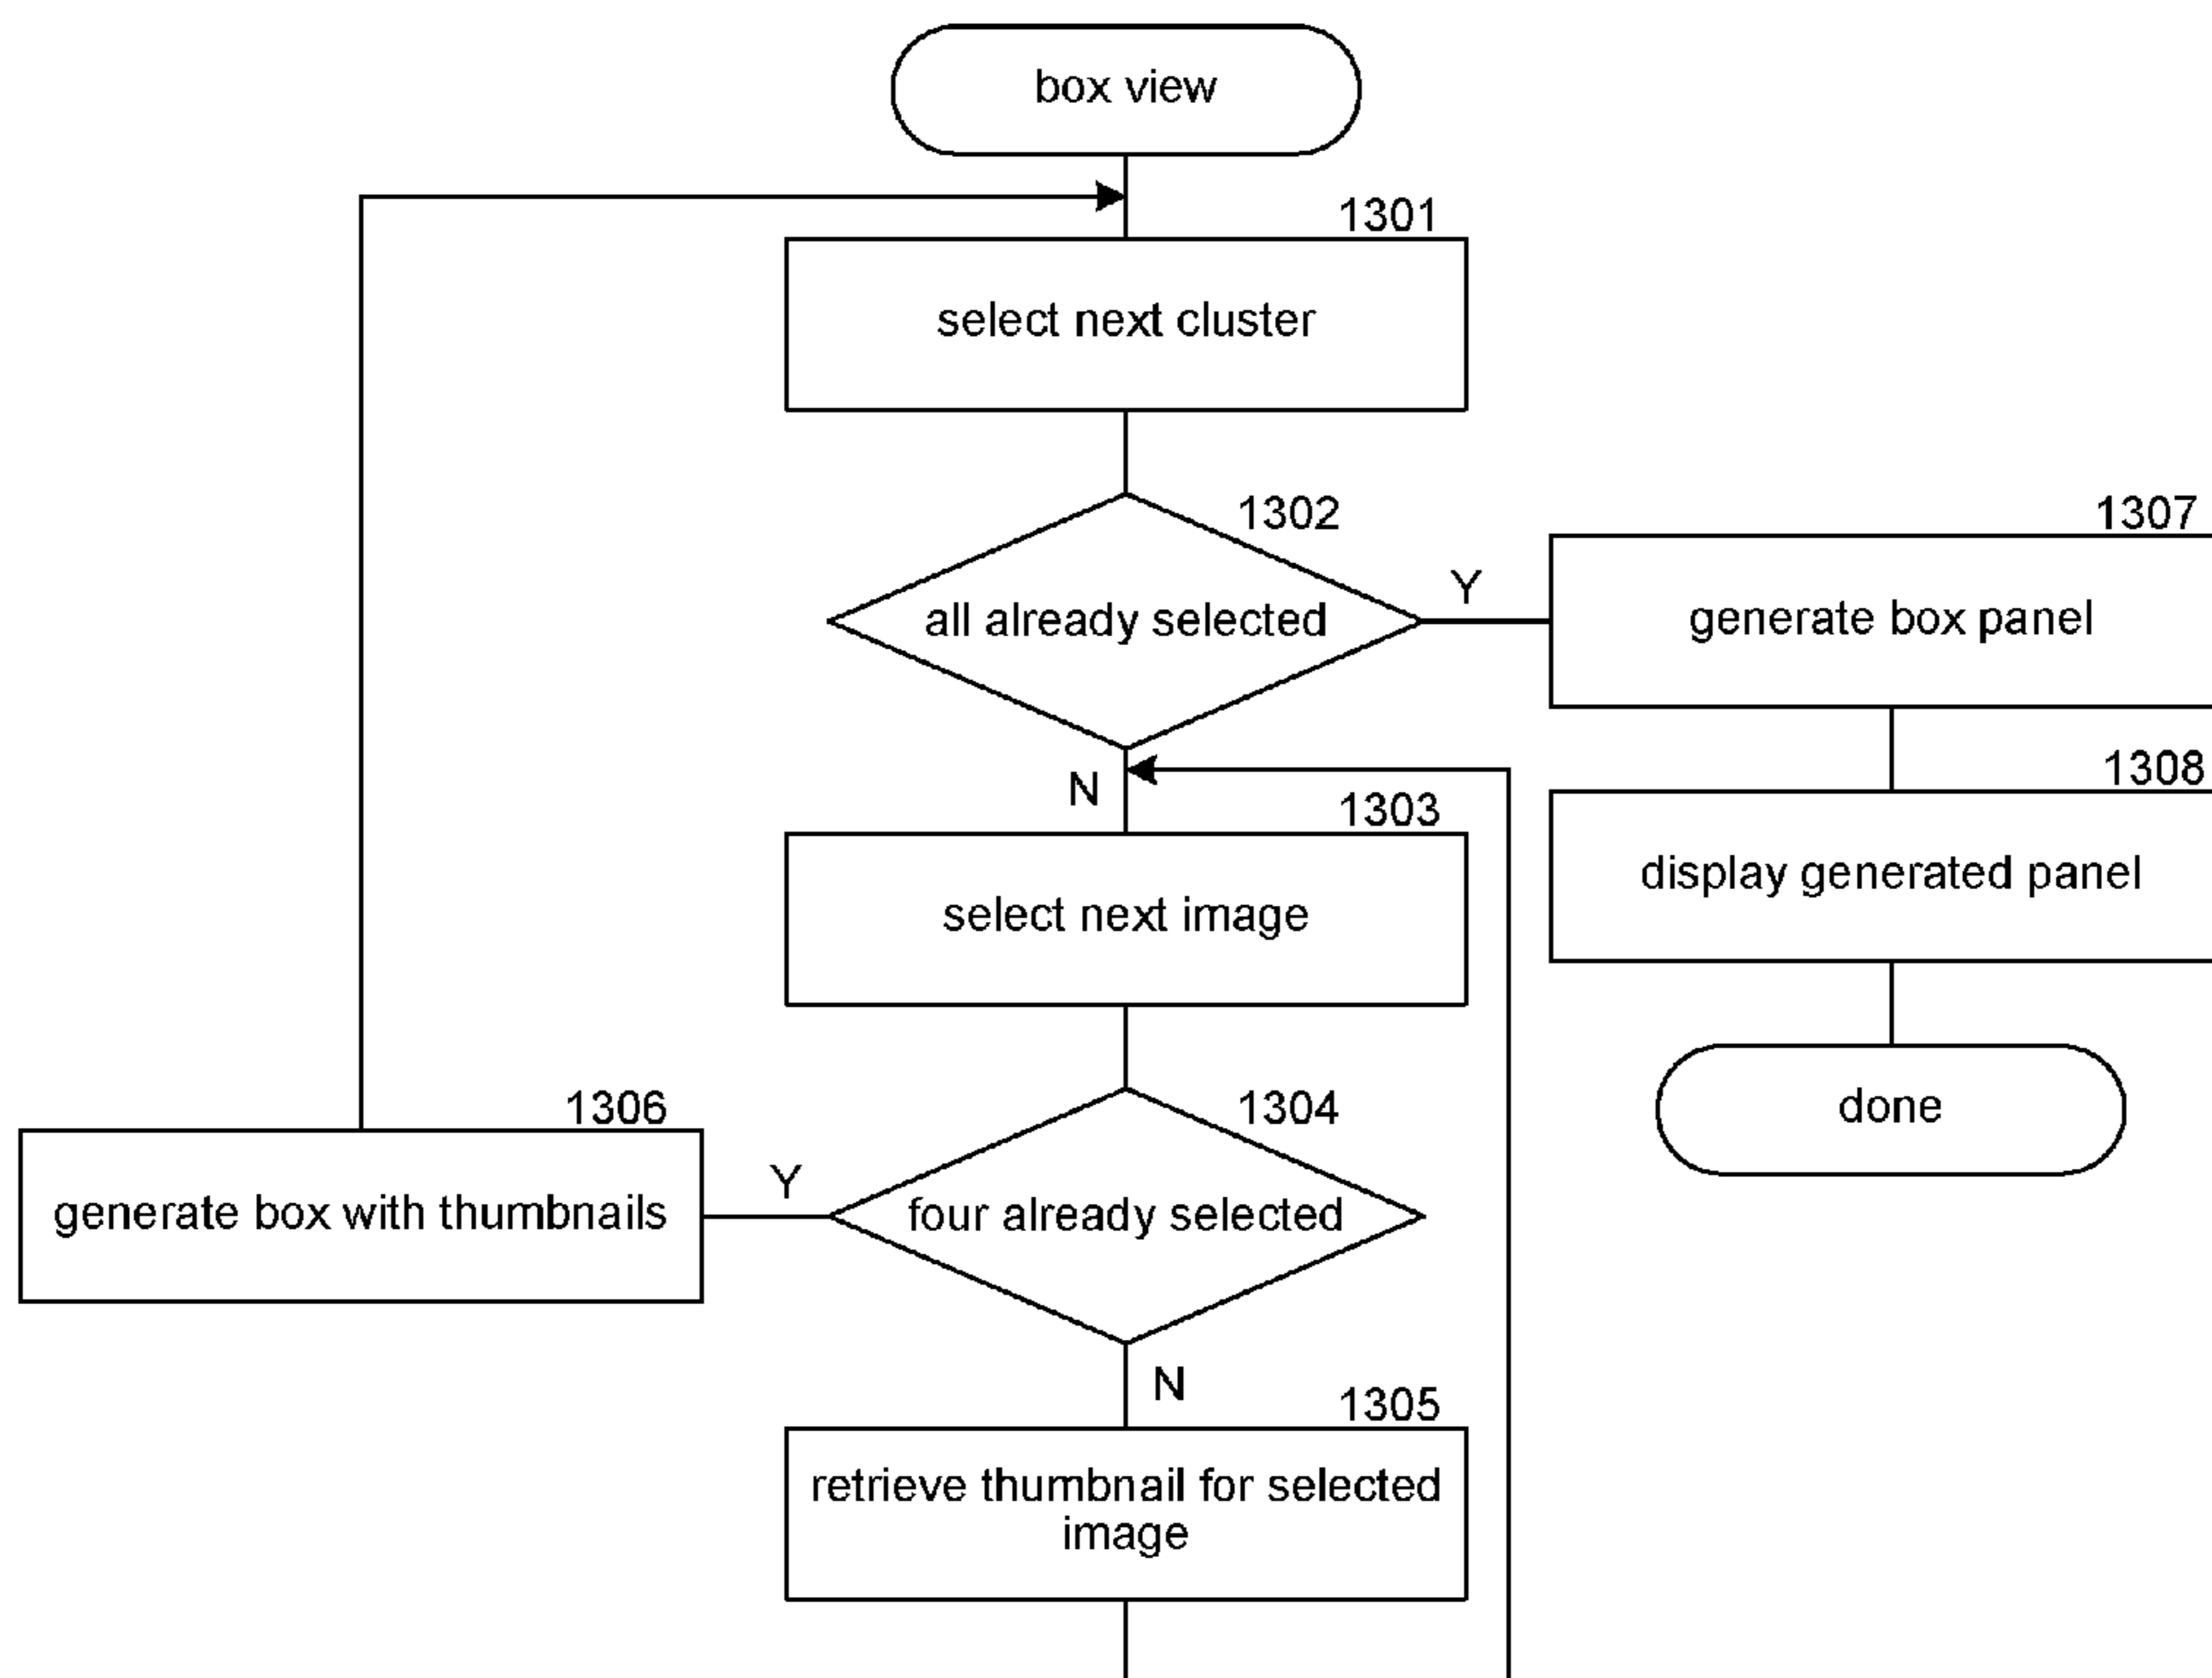 box view
1301
select next cluster
1302
all already selected
Y
1307
generate box panel
N
1303
select next image
1308
display generated panel
1304
four already selected
Y
1306
generate box with thumbnails
done
N
1305
retrieve thumbnail for selected
image